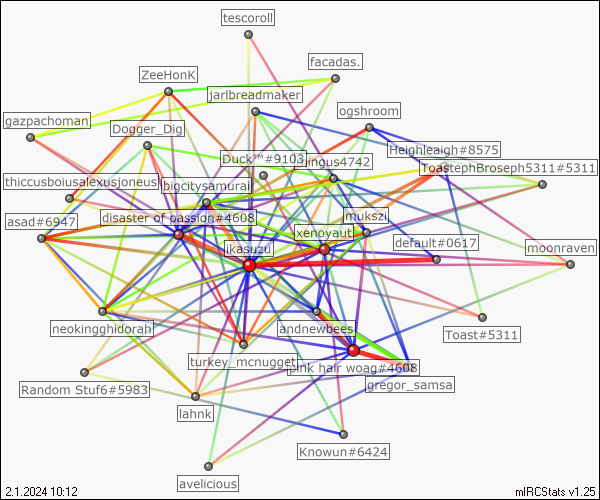 tescoroll
facadas.
ZeeHonK
jarlbreadmaker
ogshroom
gazpachoman
Dogger_Dig
Heighleaigh#8575
Duck™#9103
ingus4742
ToastephBroseph5311#5311
thiccusboiusalexusjoneus
bigcitysamurai
asad#6947
disaster of passion#4608
mukszi
xenoyaut
default#0617
ikasuzu
moonraven
neokingghidorah
andnewbees
Toast#5311
turkey_mcnugget
pink hair woag#4608
Random Stuf6#5983
gregor_samsa
lahnk
Knowun#6424
avelicious
2.1.2024 10:12
mIRCStats v1.25